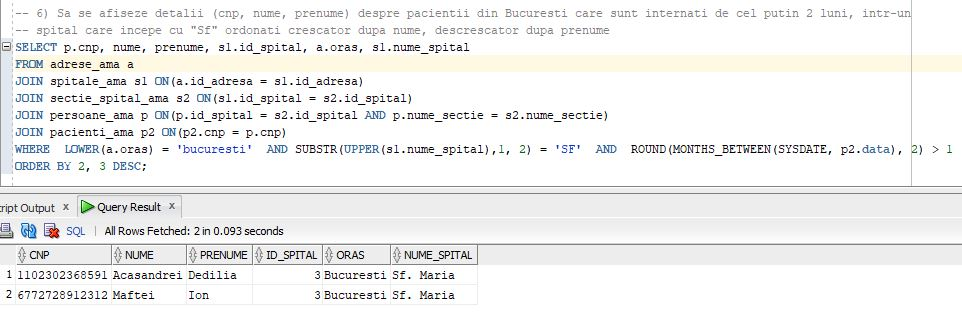 -- 6) Sa se afiseze detalii (cnp, nume, prenume) despre pacientii din Bucuresti care sunt internati de cel putin 2 luni, intr-un
-- spital care incepe cu "Sf" ordonati crescator dupa nume, descrescator dupa prenume
SELECT p.cnp, nume, prenume, s1.id_spital, a.oras, s1.nume_spital
FROM adrese_ama a
JOIN spitale_ama s1 ON(a.id_adresa = s1.id_adresa)
JOIN sectie_spital_ama s2 ON(s1.id_spital = s2.id_spital)
JOIN persoane_ama p ON(p.id_spital = s2.id_spital AND p.nume_sectie = s2.nume_sectie)
JOIN pacienti_ama p2 ON(p2.cnp = p.cnp)
WHERE LOWER(a.oras) = 'bucuresti' AND SUBSTR(UPPER(s1.nume_spital),1, 2) = 'SF' AND ROUND(MONTHS_BETWEEN(SYSDATE, p2.data), 2) > 1
ORDER BY 2, 3 DESC;
cript Output x Query Result x
SQL | All Rows Fetched: 2 in 0.093 seconds
CNP NUME PRENUME ID_SPITAL ORAS NUME_SPITAL
1 1102302368591 Acasandrei Dedilia 3 Bucuresti Sf. Maria
2 6772728912312 Maftei Ion 3 Bucuresti Sf. Maria